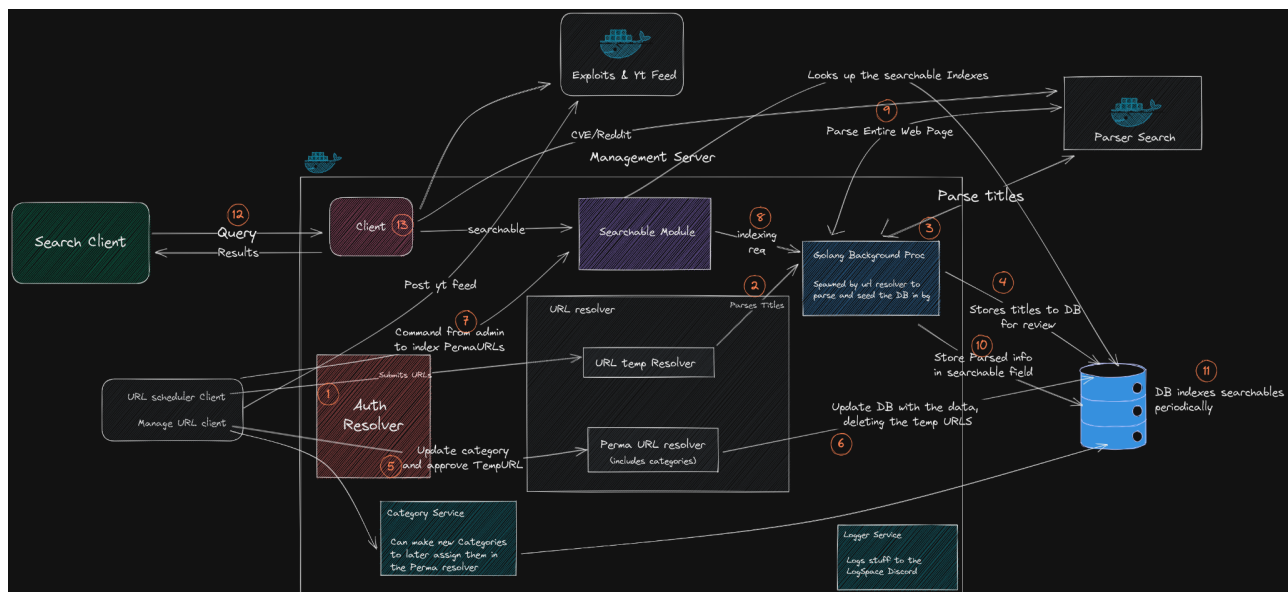 Exploits & Yt Feed
Looks up the searchable Indexes
9
Parse Entire Web Page
Parser Search
CVE/Reddit
Management Server
Parse titles
Search Client
12
Query
Results
Client
13
searchable
Searchable Module
8
indexing
req
3
Golang Background Proc
Spawned by url resolver to
parse and seed the DB in bg
4
Stores titles to DB
for review
Post yt feed
7
Command from admin
to index PermaURLs
2
Parses Titles
URL resolver
URL temp Resolver
10
Store Parsed info
in searchable field
URL scheduler Client
Manage URL client
Submits URLs
1
Auth
Resolver
11
DB indexes searchables
periodically
Update DB with the data,
deleting the temp URLS
6
Perma URL resolver
(includes categories)
5
Update category
and approve TempURL
Category Service
Can make new Categories
to later assign them in
the Perma resolver
Logger Service
Logs stuff to the
LogSpace Discord